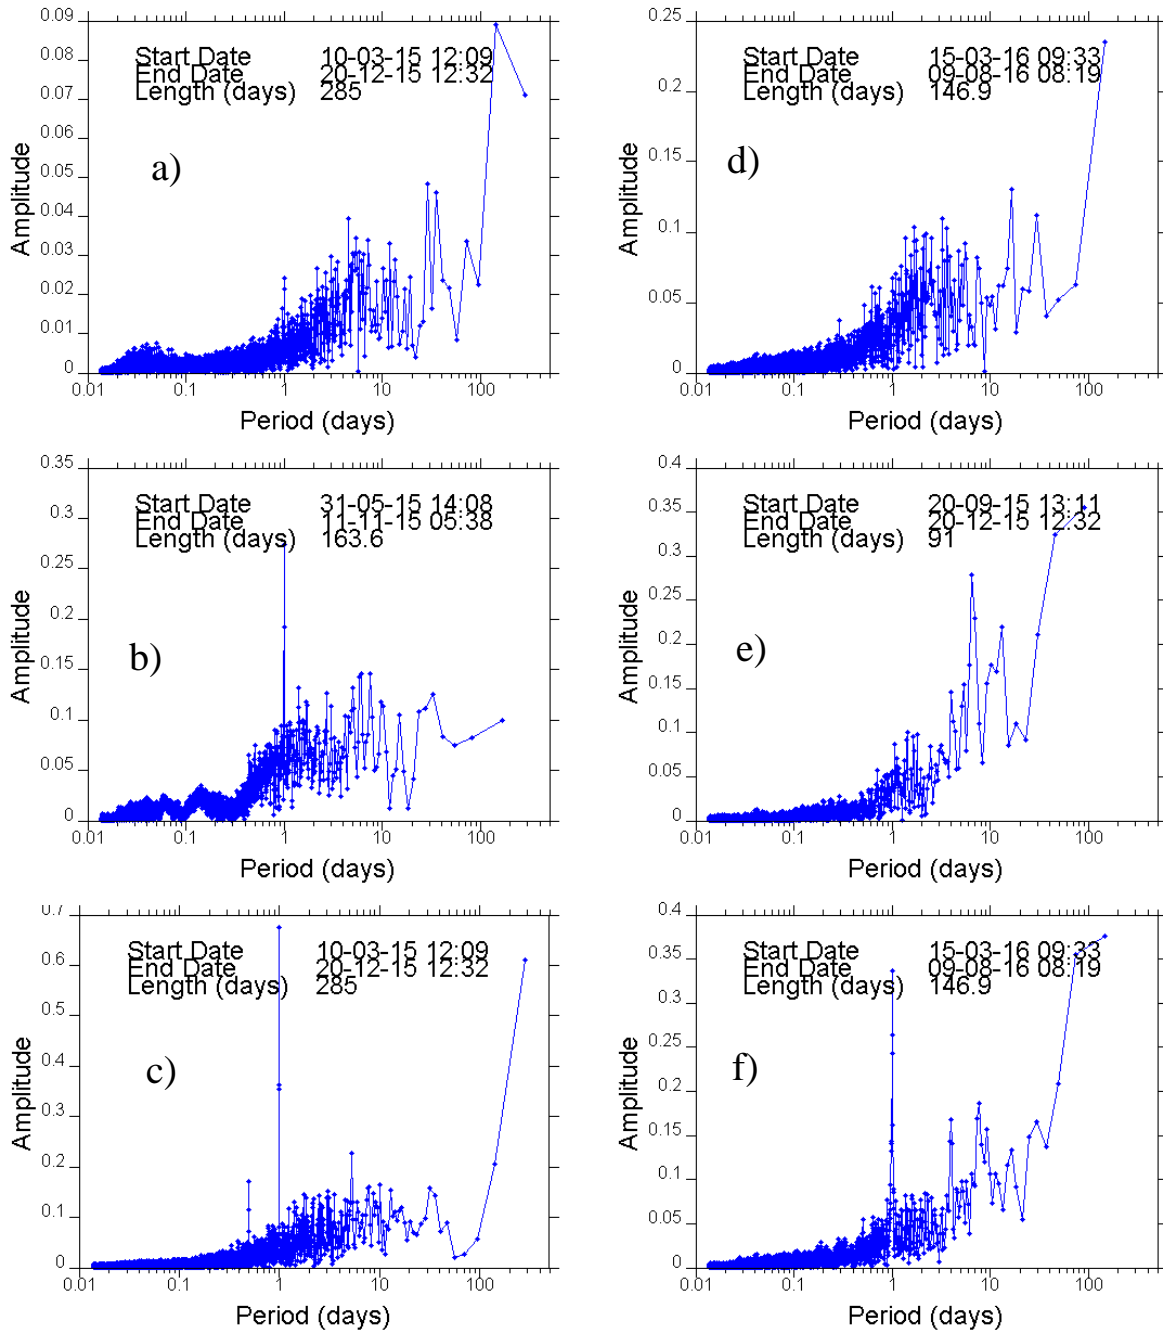 0.09
Start Date 10-03-15 12:09
End Date 20-12-15 12:32
Length (days) 285
0.08
0.07
0.06
a)
0.05
Amplitude
0.04
0.03
0.02
0.01
0
0.01 0.1 1 10 100
Period (days)
0.25
Start Date 15-03-16 09:33
End Date 09-08-16 08:19
Length (days) 146.9
0.2
d)
0.15
Amplitude
0.1
0.05
0
0.01 0.1 1 10 100
Period (days)
0.35
Start Date 31-05-15 14:08
End Date 11-11-15 05:38
Length (days) 163.6
0.3
0.25
0.2
b)
Amplitude
0.15
0.1
0.05
0
0.01 0.1 1 10 100
Period (days)
0.4
Start Date 20-09-15 13:11
End Date 20-12-15 12:32
Length (days) 91
0.35
0.3
0.25
e)
Amplitude
0.2
0.15
0.1
0.05
0
0.01 0.1 1 10 100
Period (days)
0.7
Start Date 10-03-15 12:09
End Date 20-12-15 12:32
Length (days) 285
0.6
0.5
c)
0.4
Amplitude
0.3
0.2
0.1
0
0.01 0.1 1 10 100
Period (days)
0.4
Start Date 15-03-16 09:33
End Date 09-08-16 08:19
Length (days) 146.9
0.35
0.3
0.25
f)
Amplitude
0.2
0.15
0.1
0.05
0
0.01 0.1 1 10 100
Period (days)